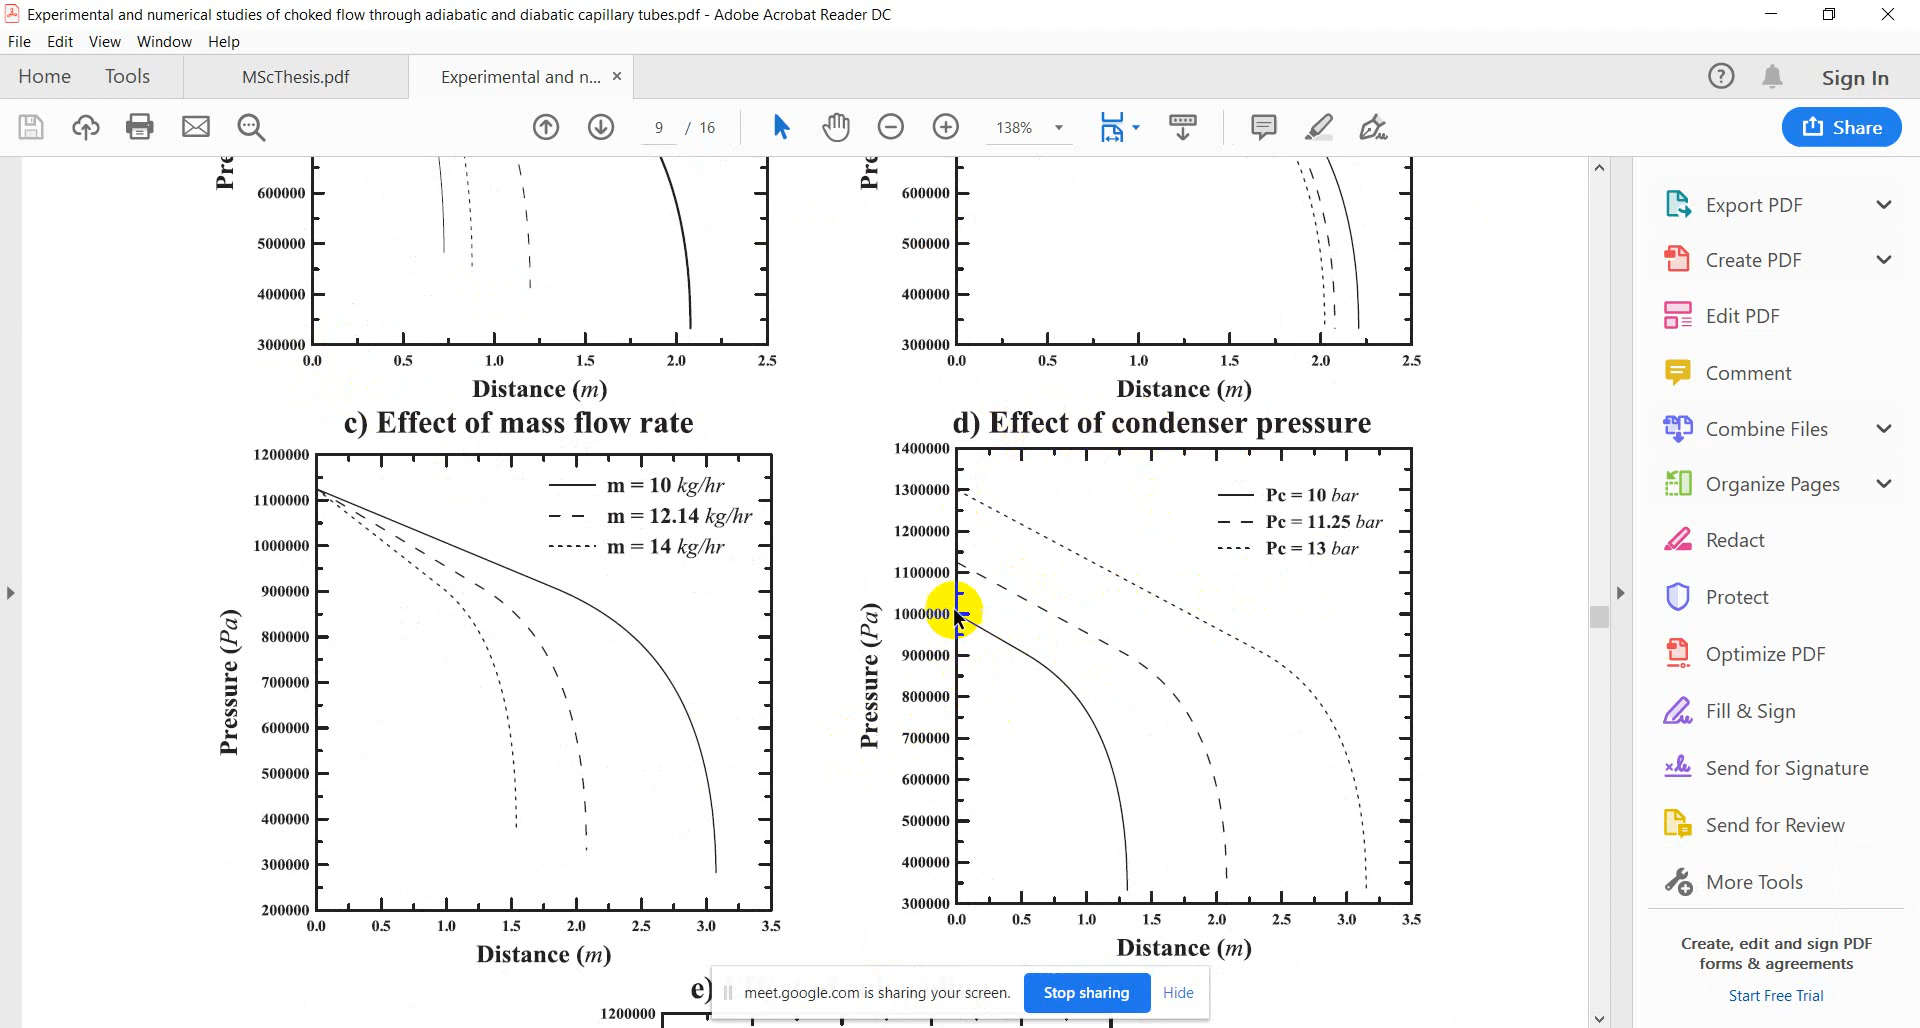 Experimental and numerical studies of choked flow through adiabatic and diabatic capillary tubes.pdf - Adobe Acrobat Reader DC
File Edit View Window Help
Home Tools MScThesis.pdf Experimental and n... × Sign In
9 / 16 138% Share
Pre
600000
500000
400000
300000
0.0 0.5 1.0 1.5 2.0 2.5
Distance (m)
Pre
600000
500000
400000
300000
0.0 0.5 1.0 1.5 2.0 2.5
Distance (m)
c) Effect of mass flow rate
1200000
1100000
1000000
900000
800000
700000
600000
500000
400000
300000
200000
Pressure (Pa)
m = 10 kg/hr
m = 12.14 kg/hr
m = 14 kg/hr
0.0 0.5 1.0 1.5 2.0 2.5 3.0 3.5
Distance (m)
d) Effect of condenser pressure
1400000
1300000
1200000
1100000
1000000
900000
800000
700000
600000
500000
400000
300000
Pressure (Pa)
Pc = 10 bar
Pc = 11.25 bar
Pc = 13 bar
0.0 0.5 1.0 1.5 2.0 2.5 3.0 3.5
Distance (m)
e)
1200000
meet.google.com is sharing your screen. Stop sharing Hide
Export PDF
Create PDF
Edit PDF
Comment
Combine Files
Organize Pages
Redact
Protect
Optimize PDF
Fill & Sign
Send for Signature
Send for Review
More Tools
Create, edit and sign PDF
forms & agreements
Start Free Trial